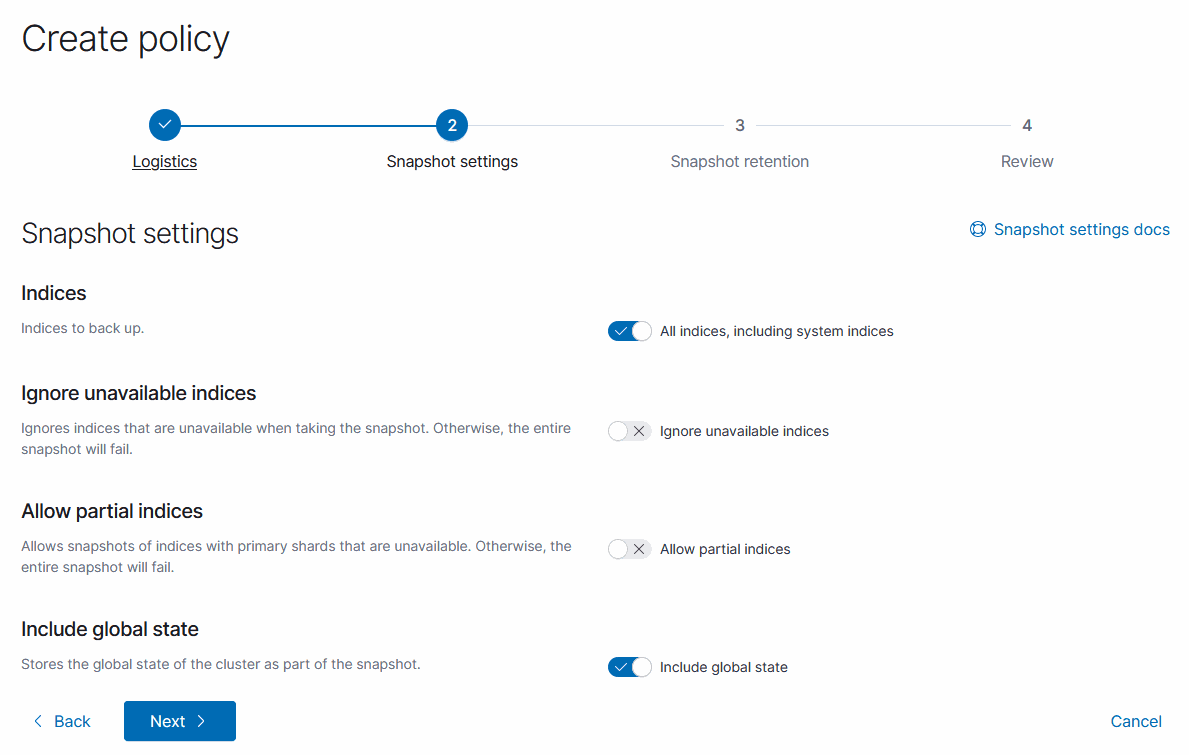 Create policy
2
3
4
Logistics
Snapshot settings
Snapshot retention
Review
Snapshot settings
Snapshot settings docs
Indices
Indices to back up.
All indices, including system indices
Ignore unavailable indices
Ignores indices that are unavailable when taking the snapshot. Otherwise, the entire
snapshot will fail.
Ignore unavailable indices
Allow partial indices
Allows snapshots of indices with primary shards that are unavailable. Otherwise, the
entire snapshot will fail.
Allow partial indices
Include global state
Stores the global state of the cluster as part of the snapshot.
Include global state
Back
Next
Cancel